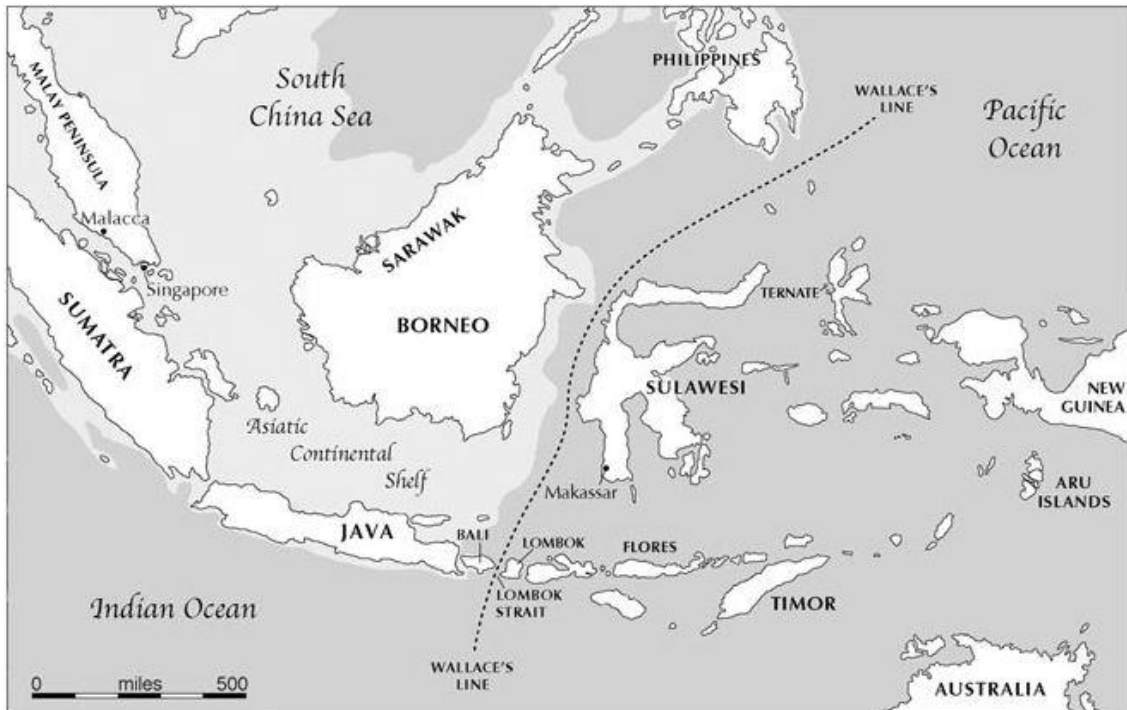 PHILIPPINES
WALLACE'S
LINE
Pacific
Ocean
South
China Sea
MALAY PENINSULA
Malacca
Singapore
SARAWAK
BORNEO
SUMATRA
TERNATE
SULAWESI
NEW
GUINEA
Asiatic
Continental
Shelf
Makassar
ARU
ISLANDS
JAVA
BALI
LOMBOK
FLORES
LOMBOK
STRAIT
TIMOR
Indian Ocean
WALLACE'S
LINE
0 miles 500
AUSTRALIA